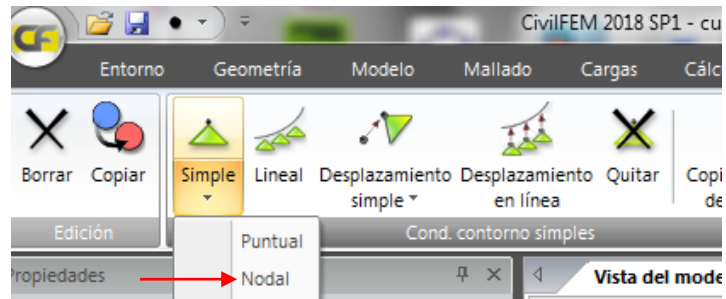 CivilFEM 2018 SP1 - cu
Entorno Geometría Modelo Mallado Cargas Cálc
Borrar Copiar Simple Lineal Desplazamiento simple Desplazamiento en línea Quitar Copi de
Edición Cond. contorno simples
Puntual
Propiedades Nodal Vista del mode